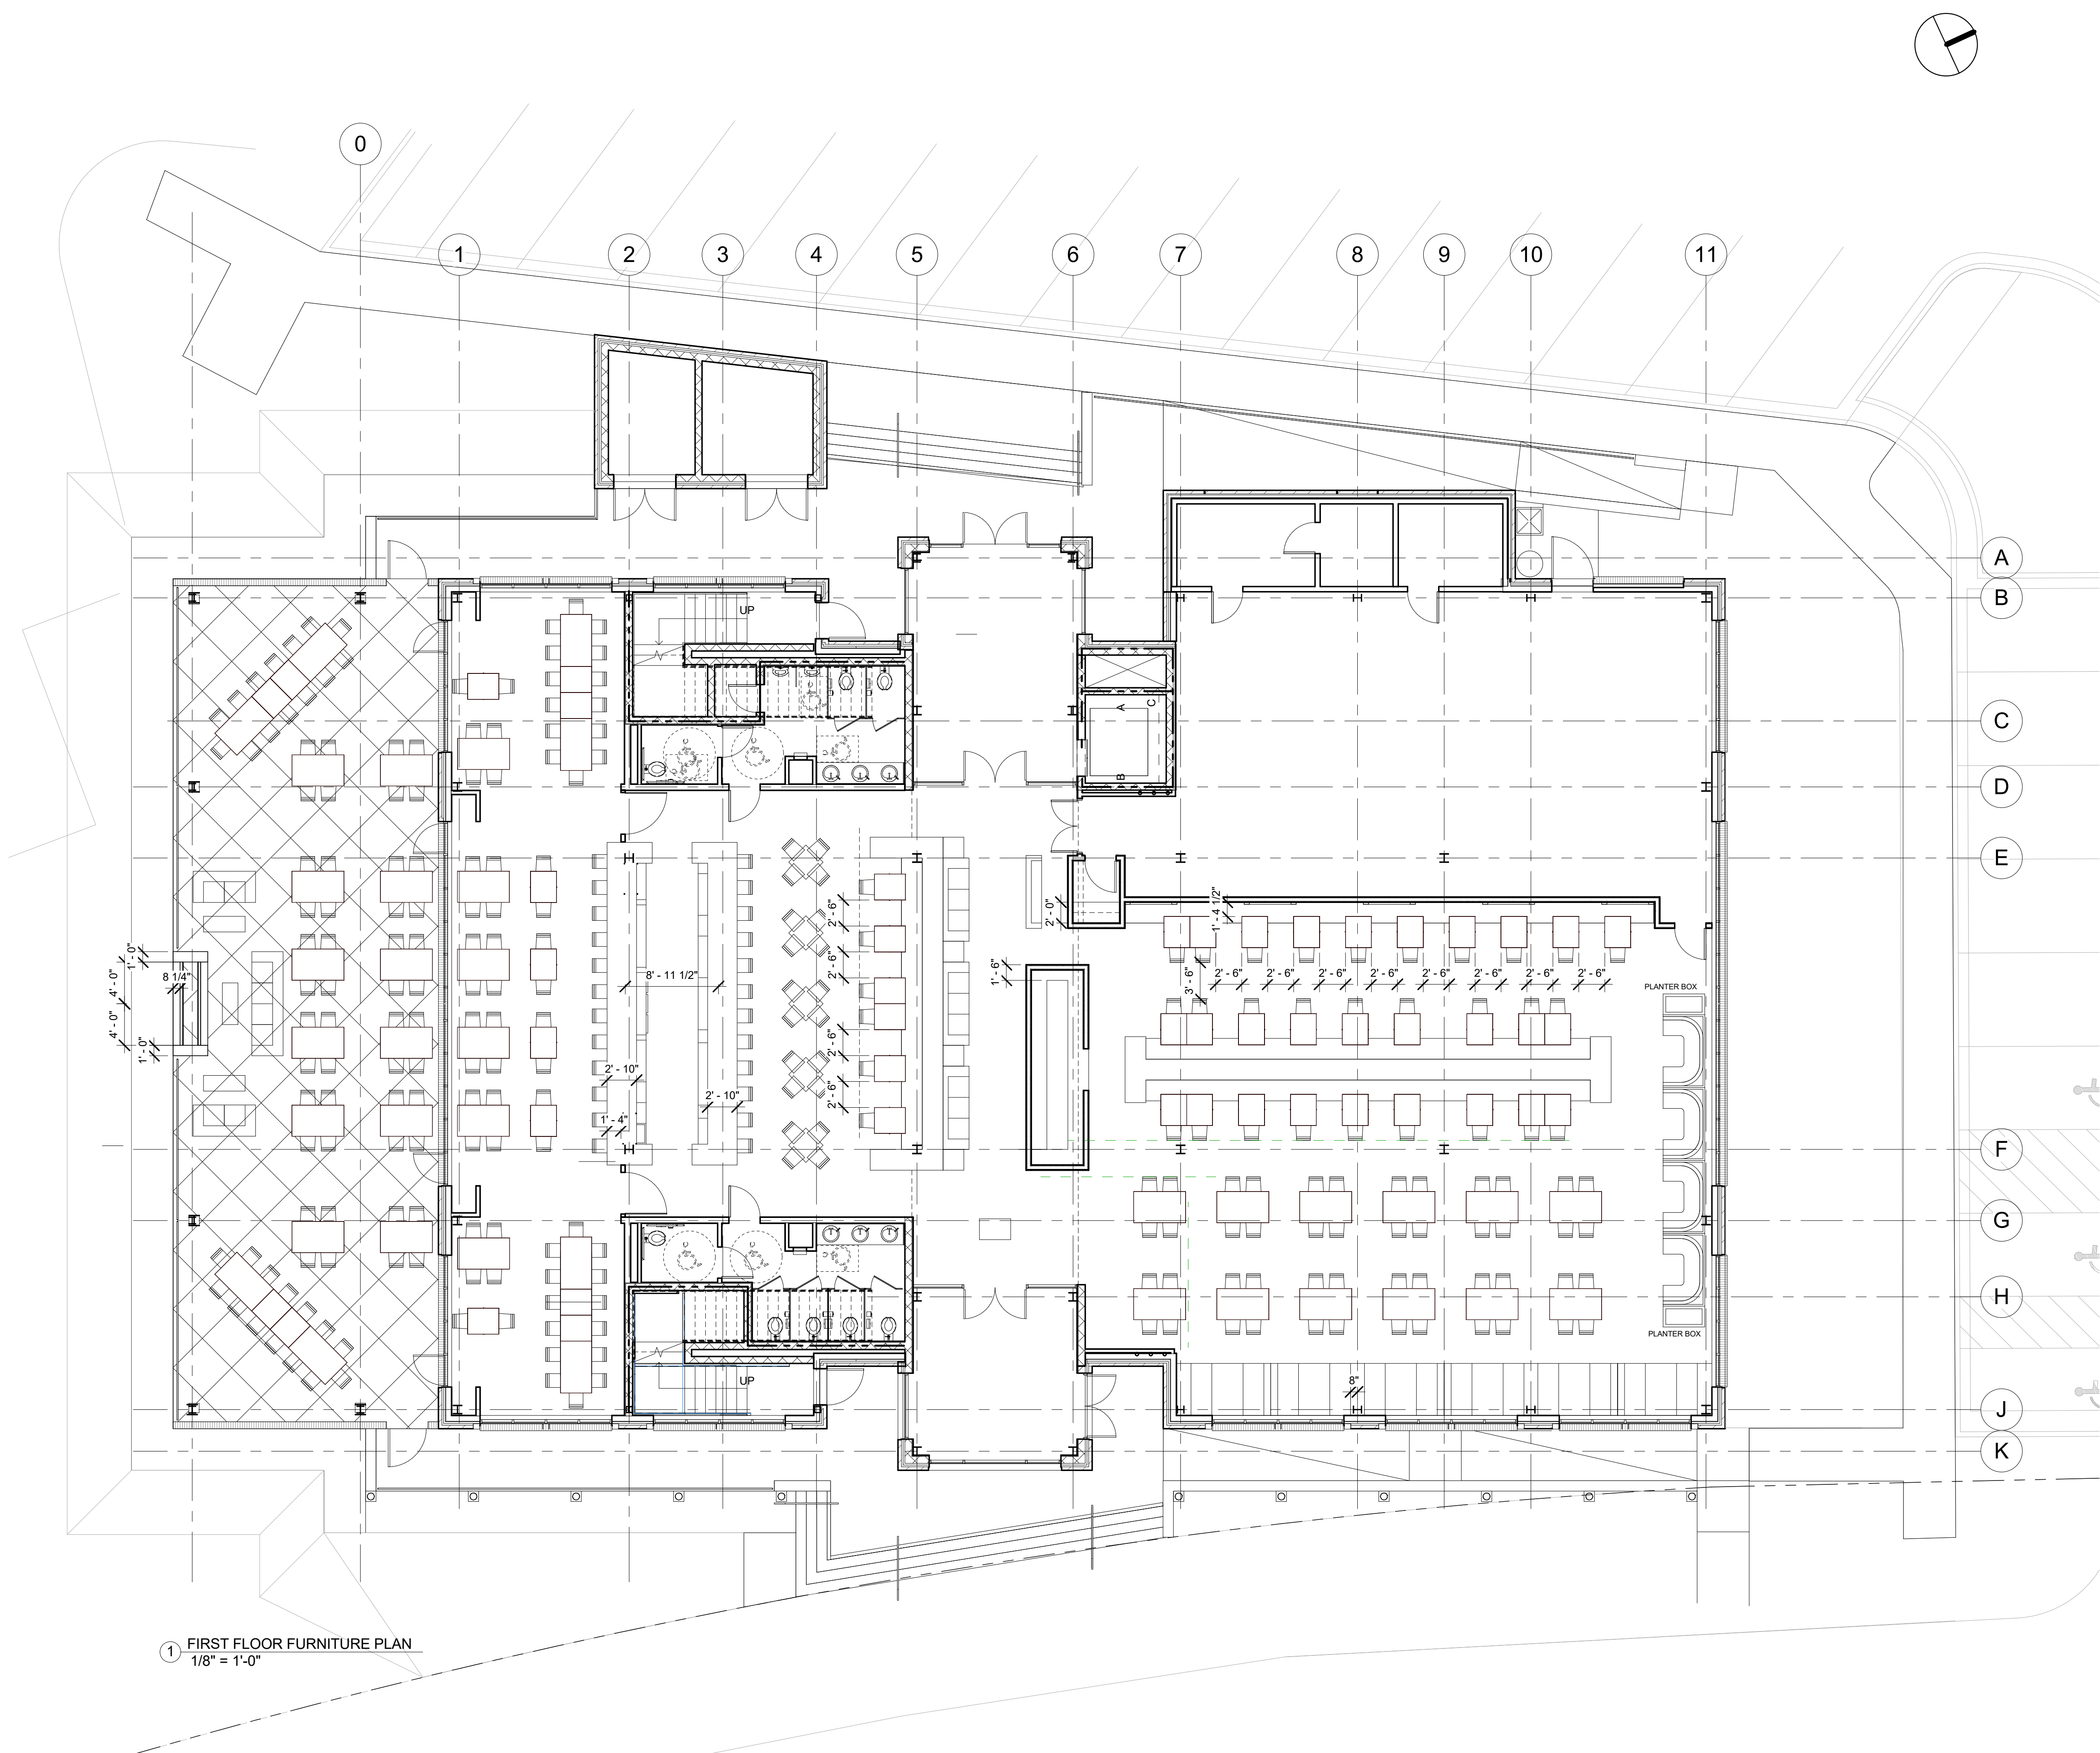 0
1
2
3
4
5
6
7
8
9
10
11
A
B
C
D
E
F
G
H
J
K
UP
A
C
B
2' - 6"
2' - 6"
2' - 6"
2' - 6"
2' - 6"
8' - 11 1/2"
2' - 10"
2' - 10"
1' - 4"
1' - 0"
4' - 0"
8 1/4"
4' - 0"
1' - 0"
2' - 0"
1' - 6"
1' - 4 1/2"
3' - 6"
2' - 6"
2' - 6"
2' - 6"
2' - 6"
2' - 6"
2' - 6"
2' - 6"
2' - 6"
PLANTER BOX
PLANTER BOX
8"
UP
1
FIRST FLOOR FURNITURE PLAN
1/8" = 1'-0"